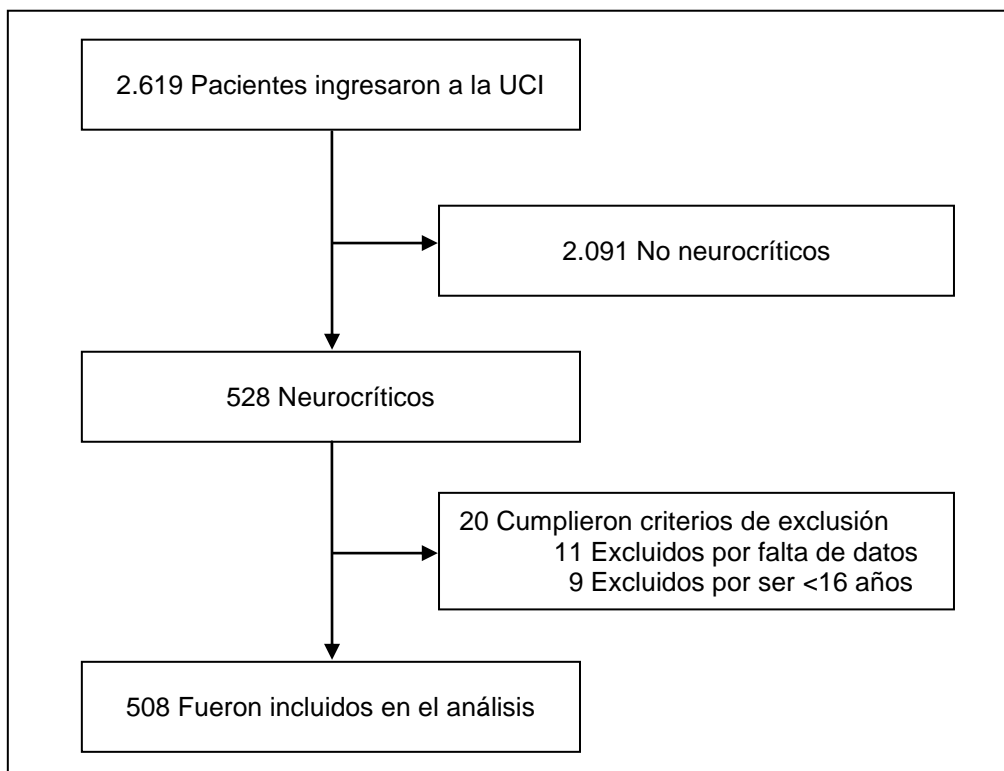 2.619 Pacientes ingresaron a la UCI
2.091 No neurocríticos
528 Neurocríticos
20 Cumplieron criterios de exclusión
11 Excluidos por falta de datos
9 Excluidos por ser <16 años
508 Fueron incluidos en el análisis